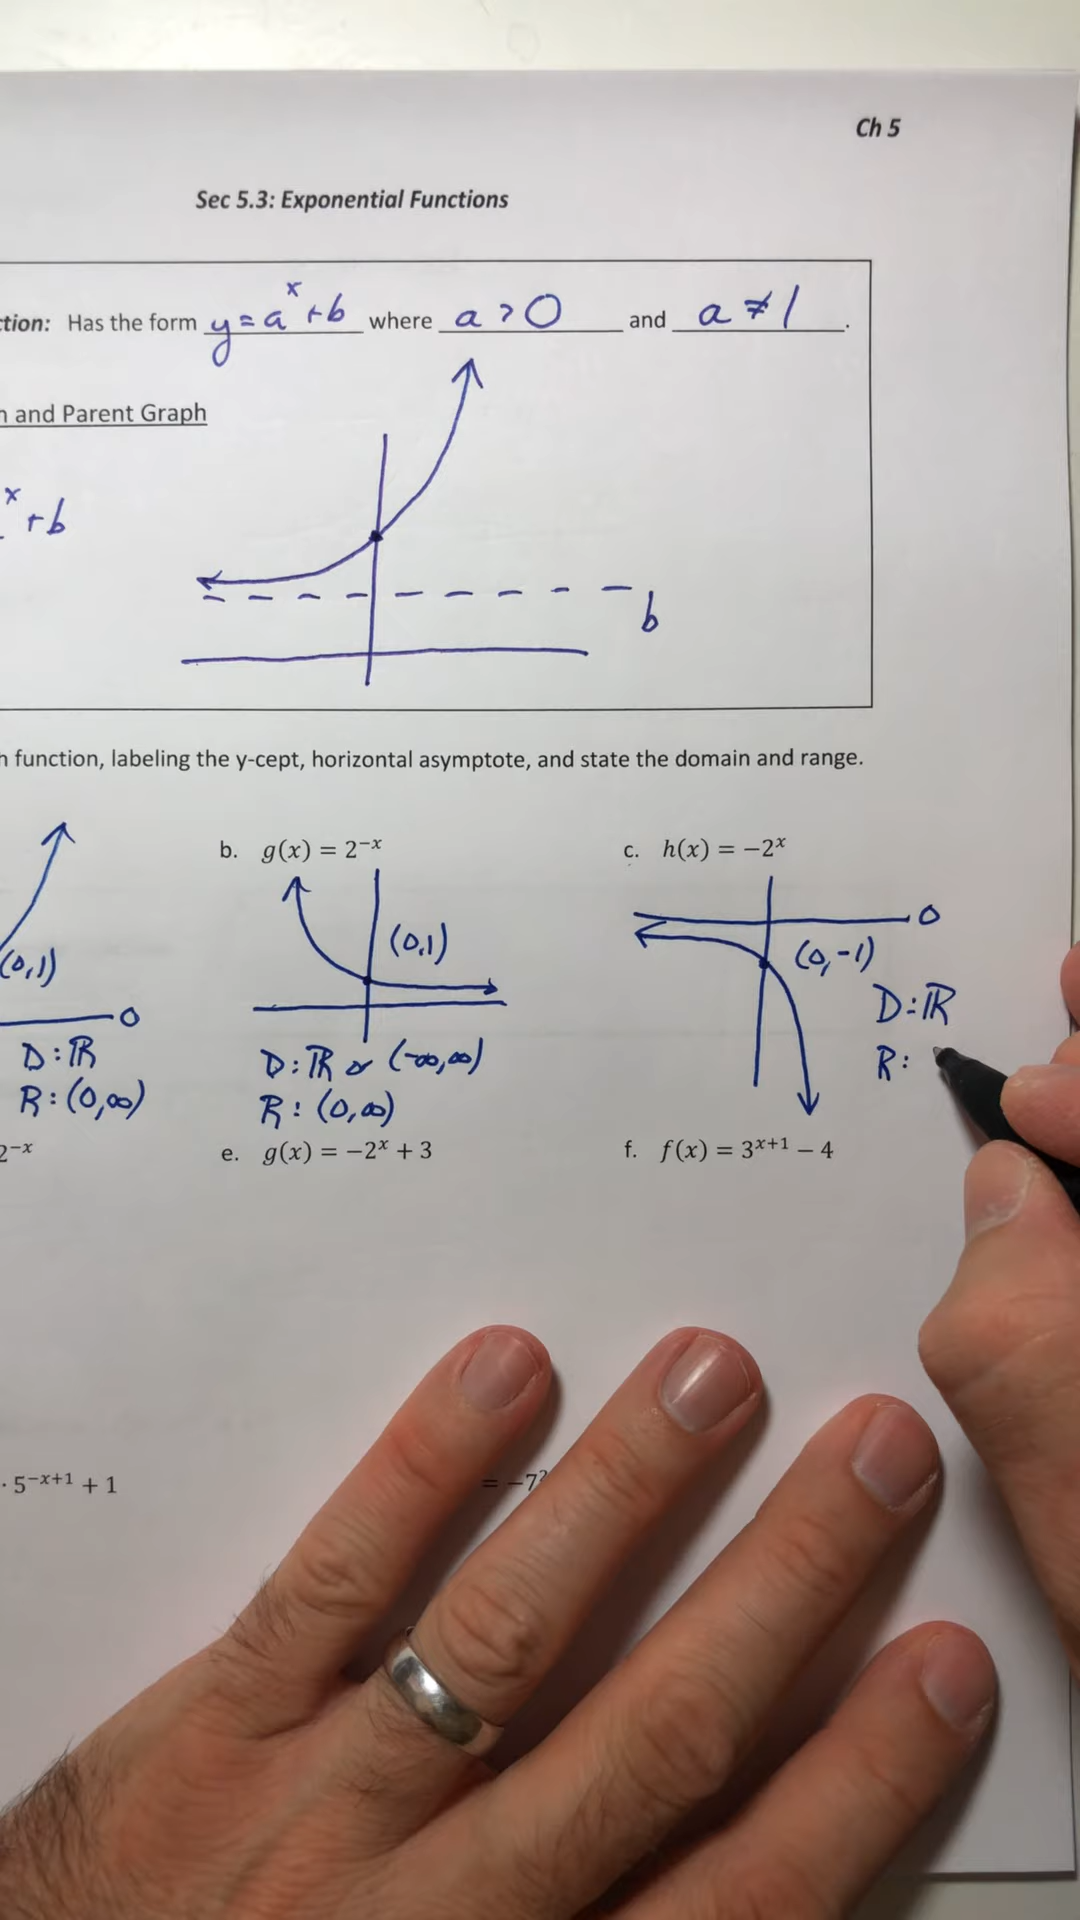 Ch 5
Sec 5.3: Exponential Functions
ction: Has the form y = a^x + b where a > 0 and a ≠ 1.
n and Parent Graph
x + b
b
function, labeling the y-cept, horizontal asymptote, and state the domain and range.
(0,1)
0
D: ℝ
R: (0,∞)
b. g(x) = 2^−x
(0,1)
D: ℝ or (-∞,∞)
R: (0,∞)
c. h(x) = −2^x
0
(0,-1)
D: ℝ
R:
2^−x
e. g(x) = −2^x + 3
f. f(x) = 3^x+1 − 4
· 5^−x+1 + 1
= −7